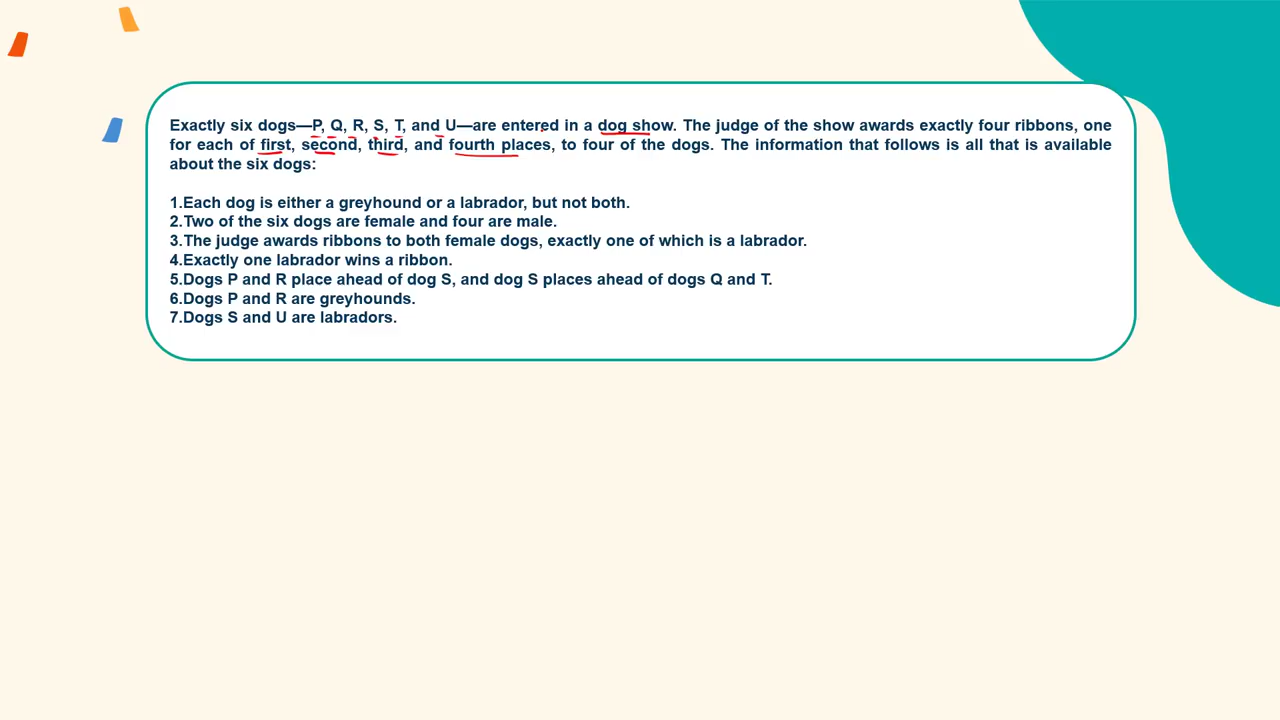 Exactly six dogs—P, Q, R, S, T, and U—are entered in a dog show. The judge of the show awards exactly four ribbons, one
for each of first, second, third, and fourth places, to four of the dogs. The information that follows is all that is available
about the six dogs:
1.Each dog is either a greyhound or a labrador, but not both.
2.Two of the six dogs are female and four are male.
3.The judge awards ribbons to both female dogs, exactly one of which is a labrador.
4.Exactly one labrador wins a ribbon.
5.Dogs P and R place ahead of dog S, and dog S places ahead of dogs Q and T.
6.Dogs P and R are greyhounds.
7.Dogs S and U are labradors.